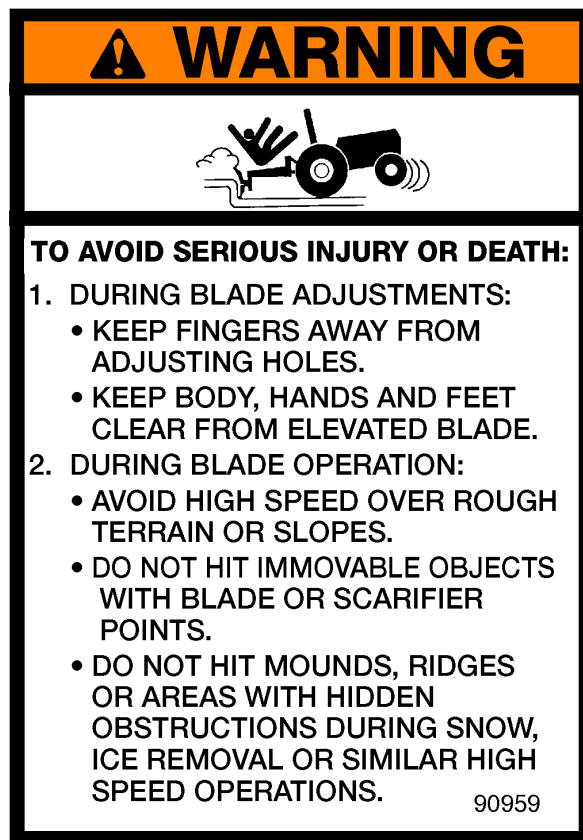 WARNING
TO AVOID SERIOUS INJURY OR DEATH:
1. DURING BLADE ADJUSTMENTS:
• KEEP FINGERS AWAY FROM
ADJUSTING HOLES.
• KEEP BODY, HANDS AND FEET
CLEAR FROM ELEVATED BLADE.
2. DURING BLADE OPERATION:
• AVOID HIGH SPEED OVER ROUGH
TERRAIN OR SLOPES.
• DO NOT HIT IMMOVABLE OBJECTS
WITH BLADE OR SCARIFIER
POINTS.
• DO NOT HIT MOUNDS, RIDGES
OR AREAS WITH HIDDEN
OBSTRUCTIONS DURING SNOW,
ICE REMOVAL OR SIMILAR HIGH
SPEED OPERATIONS.
90959